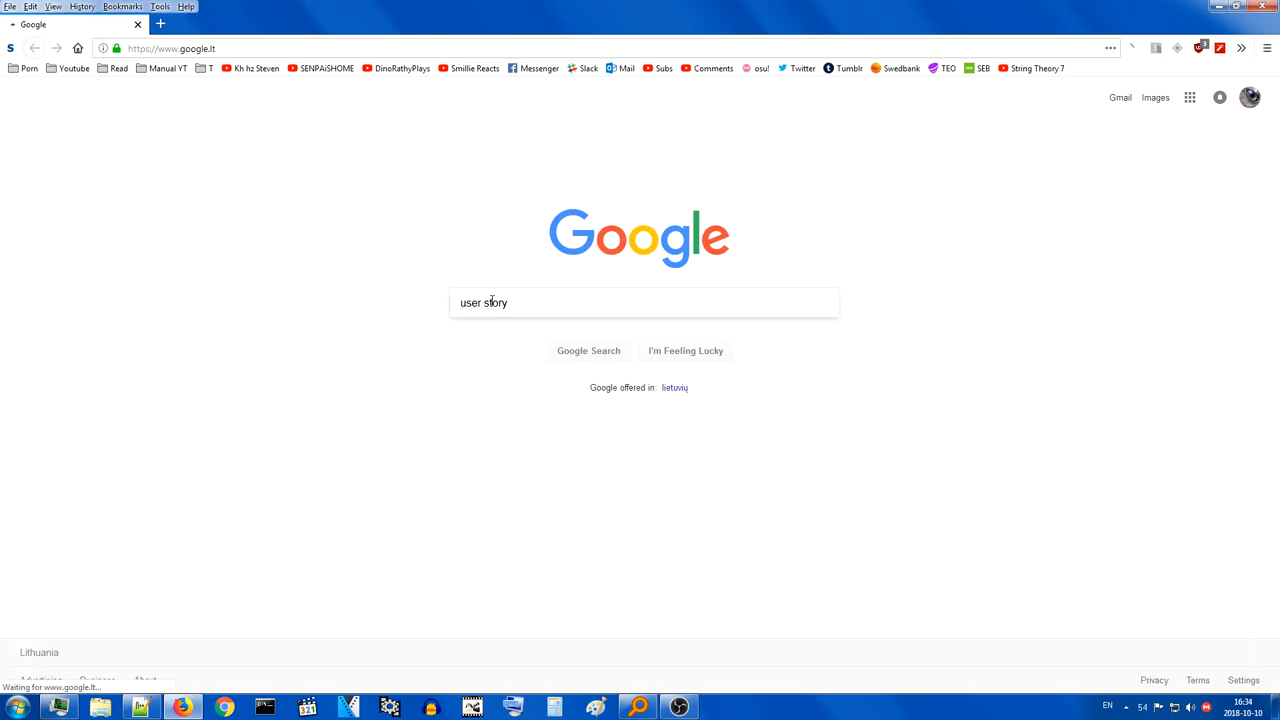 File Edit View History Bookmarks Tools Help
Google
https://www.google.lt
Porn Youtube Read Manual YT T Kh hz Steven SENPAiSHOME DinoRathyPlays Smillie Reacts Messenger Slack Mail Subs Comments osu! Twitter Tumblr Swedbank TEO SEB String Theory 7
Gmail Images
Google
user story
Google Search I'm Feeling Lucky
Google offered in: lietuvių
Lithuania
Advertising Business About
Privacy Terms Settings
Waiting for www.google.lt...
EN 54 16:34
2018-10-10